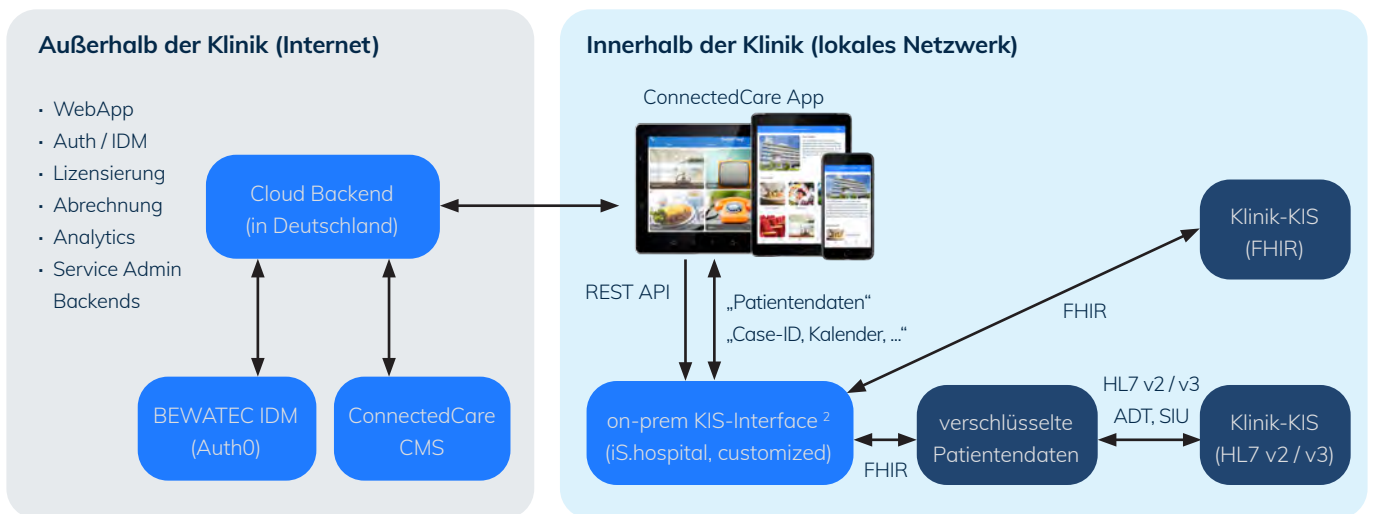 Außerhalb der Klinik (Internet)
· WebApp
· Auth / IDM
· Lizensierung
· Abrechnung
· Analytics
· Service Admin
Backends
Cloud Backend
(in Deutschland)
BEWATEC IDM
(Auth0)
ConnectedCare
CMS
Innerhalb der Klinik (lokales Netzwerk)
ConnectedCare App
REST API
„Patientendaten“
„Case-ID, Kalender, ...“
FHIR
Klinik-KIS
(FHIR)
on-prem KIS-Interface ²
(iS.hospital, customized)
FHIR
verschlüsselte
Patientendaten
HL7 v2 / v3
ADT, SIU
Klinik-KIS
(HL7 v2 / v3)